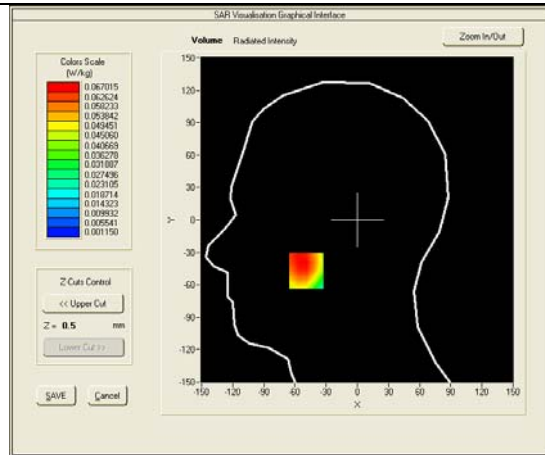 SAR Visualisation Graphical Interface
Volume Radiated Intensity
Zoom In/Out
Colors Scale
(W/kg)
0.067015
0.062624
0.058233
0.053842
0.049451
0.045060
0.040669
0.036278
0.031887
0.027496
0.023105
0.018714
0.014323
0.009932
0.005541
0.001150
Z-Cuts Control
<< Upper Cut
Z = 0.5 mm
Lower Cut >>
SAVE Cancel
150
120
90
60
30
0
-30
-60
-90
-120
-150
Y
-150 -120 -90 -60 -30 0 30 60 90 120 150
X